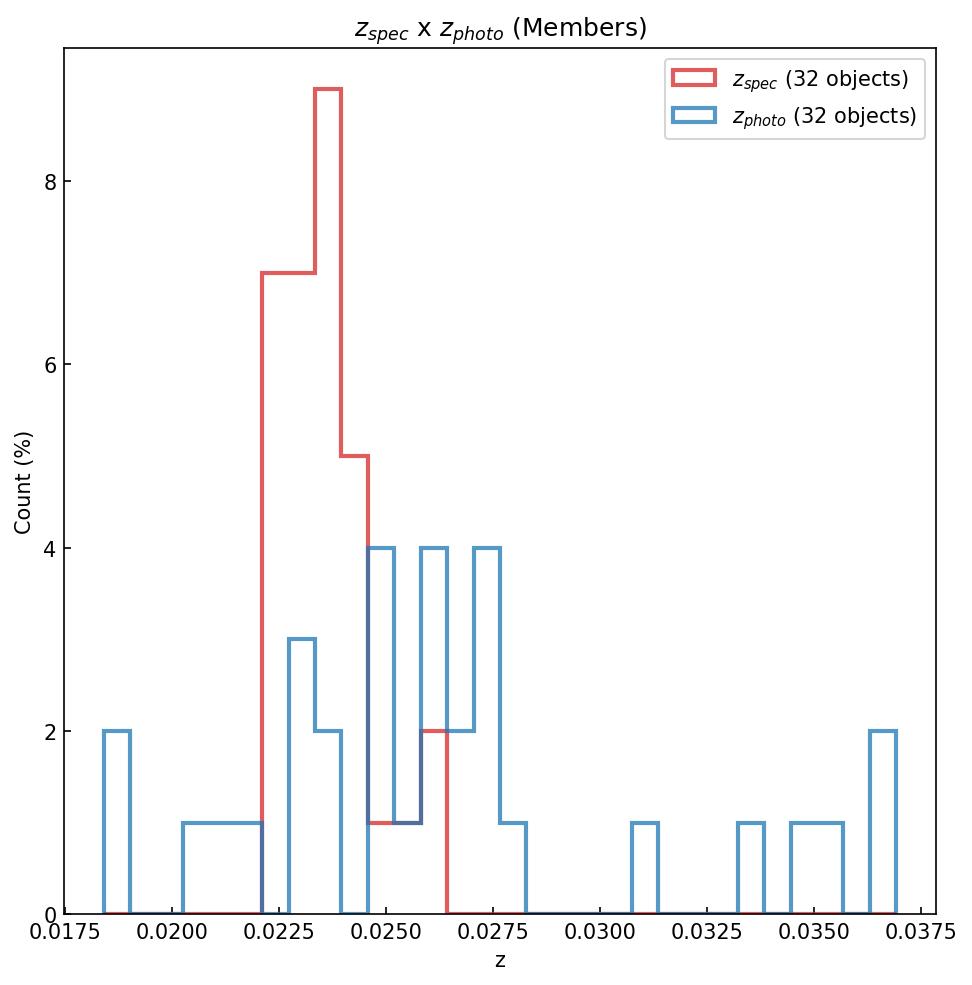 z_spec x z_photo (Members)
z_spec (32 objects)
z_photo (32 objects)
Count (%)
8
6
4
2
0
0.0175 0.0200 0.0225 0.0250 0.0275 0.0300 0.0325 0.0350 0.0375
z